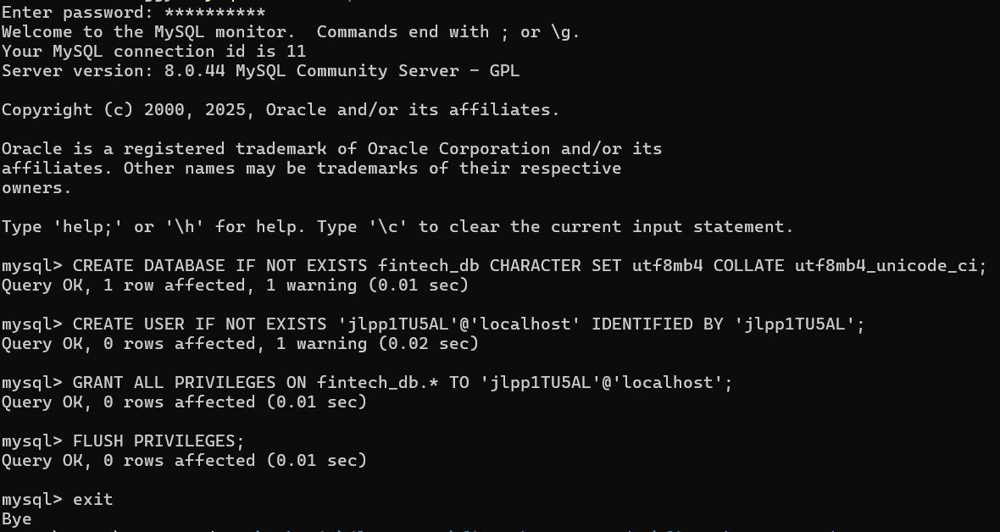 Enter password: **********
Welcome to the MySQL monitor.  Commands end with ; or \g.
Your MySQL connection id is 11
Server version: 8.0.44 MySQL Community Server - GPL
Copyright (c) 2000, 2025, Oracle and/or its affiliates.
Oracle is a registered trademark of Oracle Corporation and/or its
affiliates. Other names may be trademarks of their respective
owners.
Type 'help;' or '\h' for help. Type '\c' to clear the current input statement.
mysql> CREATE DATABASE IF NOT EXISTS fintech_db CHARACTER SET utf8mb4 COLLATE utf8mb4_unicode_ci;
Query OK, 1 row affected, 1 warning (0.01 sec)
mysql> CREATE USER IF NOT EXISTS 'jlpp1TU5AL'@'localhost' IDENTIFIED BY 'jlpp1TU5AL';
Query OK, 0 rows affected, 1 warning (0.02 sec)
mysql> GRANT ALL PRIVILEGES ON fintech_db.* TO 'jlpp1TU5AL'@'localhost';
Query OK, 0 rows affected (0.01 sec)
mysql> FLUSH PRIVILEGES;
Query OK, 0 rows affected (0.01 sec)
mysql> exit
Bye